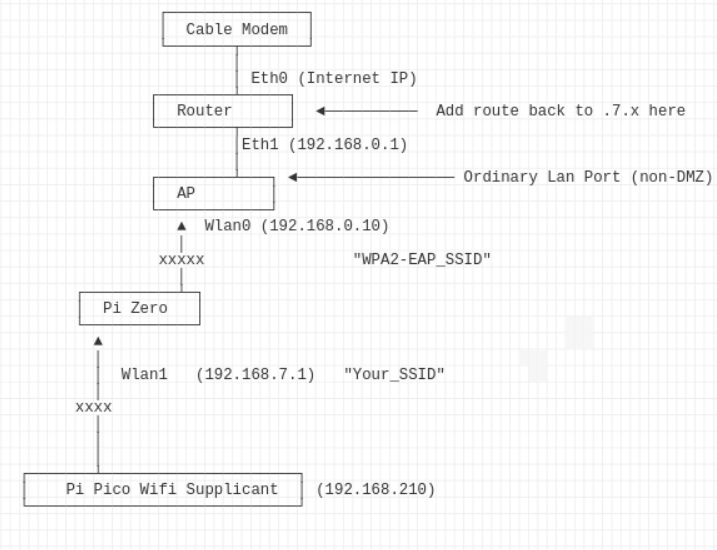 Cable Modem
Eth0 (Internet IP)
Router
Add route back to .7.x here
Eth1 (192.168.0.1)
Ordinary Lan Port (non-DMZ)
AP
Wlan0 (192.168.0.10)
xxxxx "WPA2-EAP_SSID"
Pi Zero
Wlan1 (192.168.7.1) "Your_SSID"
xxxx
Pi Pico Wifi Supplicant (192.168.210)